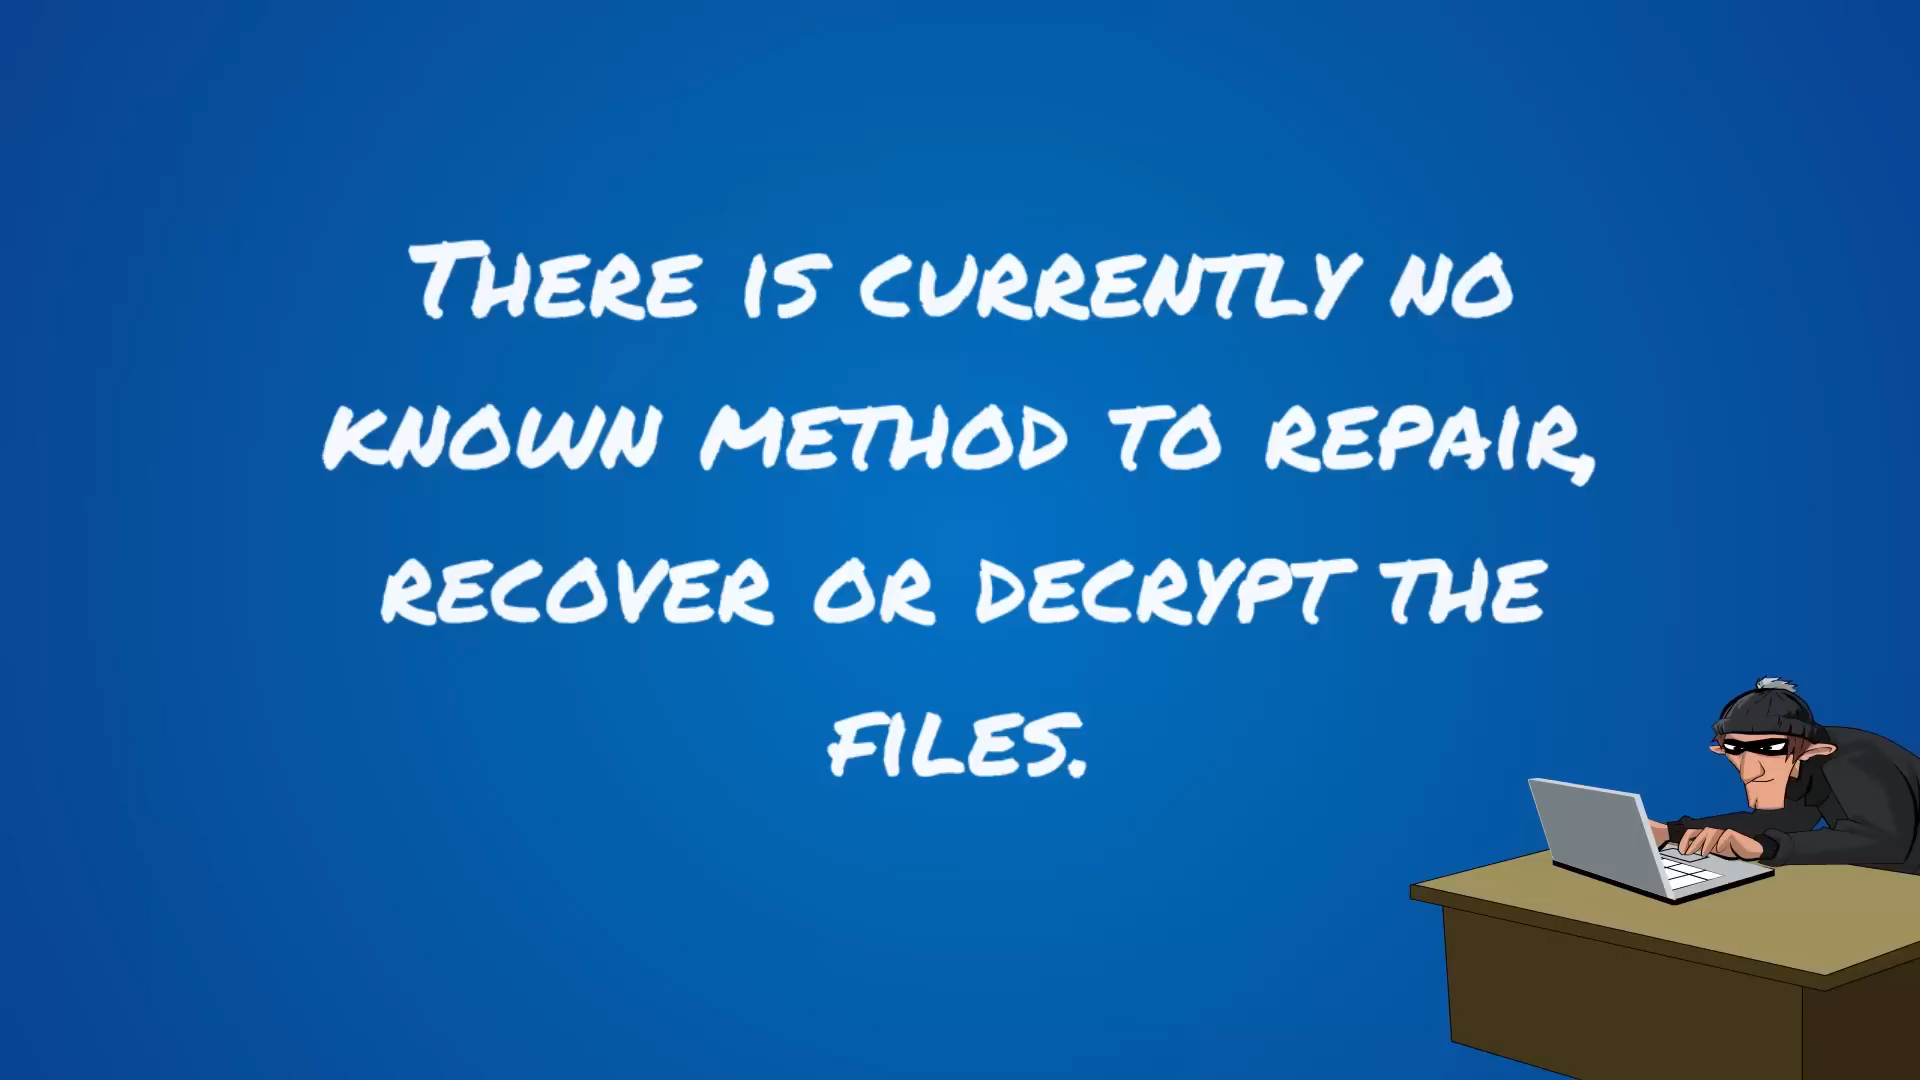 There is currently no
known method to repair,
recover or decrypt the
files.